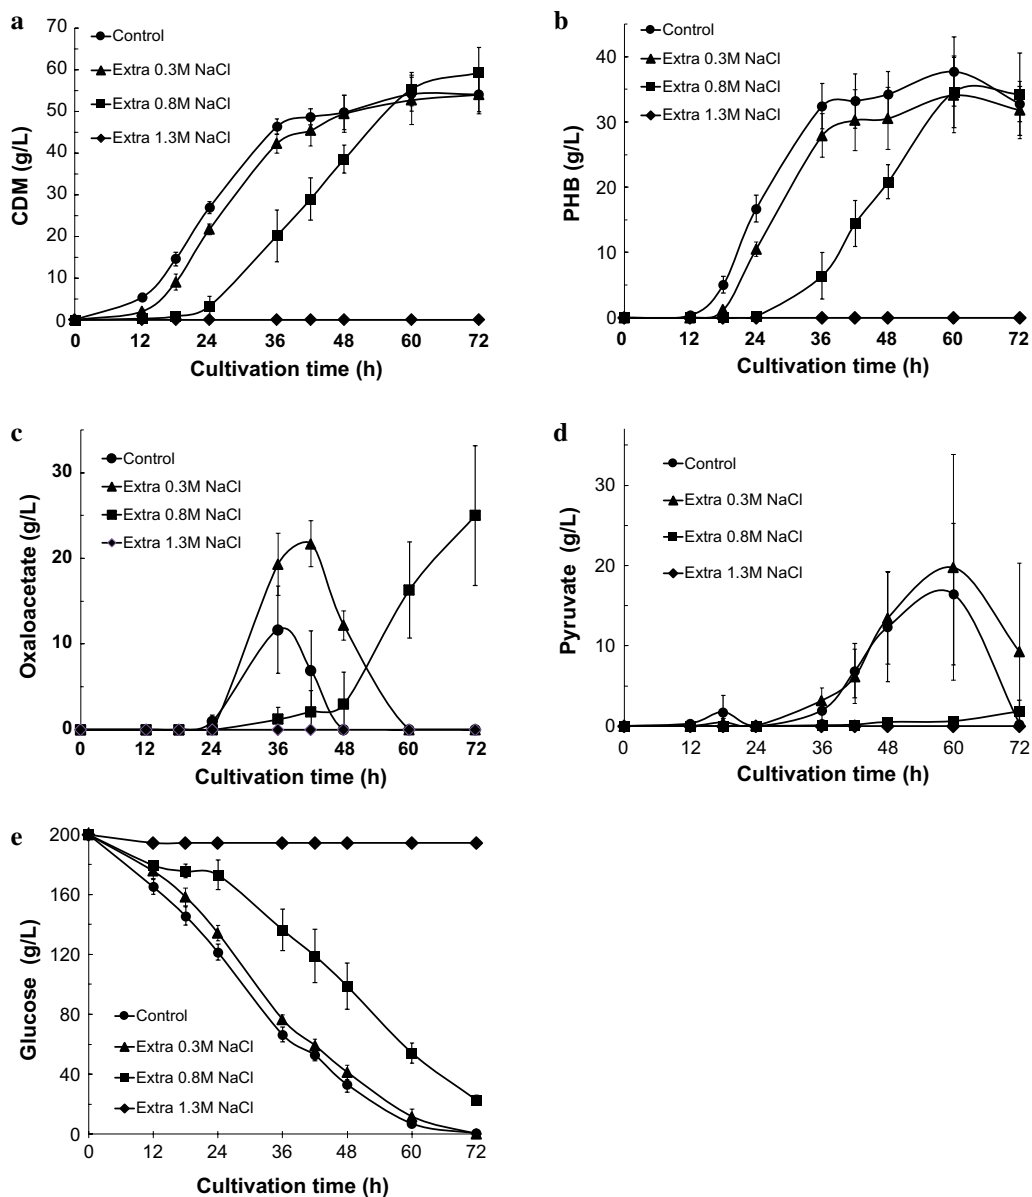 a
CDM (g/L)
70
60
50
40
30
20
10
0
Control
Extra 0.3M NaCl
Extra 0.8M NaCl
Extra 1.3M NaCl
0 12 24 36 48 60 72
Cultivation time (h)
b
PHB (g/L)
40
30
20
10
0
Control
Extra 0.3M NaCl
Extra 0.8M NaCl
Extra 1.3M NaCl
0 12 24 36 48 60 72
Cultivation time (h)
c
Oxaloacetate (g/L)
30
20
10
0
Control
Extra 0.3M NaCl
Extra 0.8M NaCl
Extra 1.3M NaCl
0 12 24 36 48 60 72
Cultivation time (h)
d
Pyruvate (g/L)
30
20
10
0
Control
Extra 0.3M NaCl
Extra 0.8M NaCl
Extra 1.3M NaCl
0 12 24 36 48 60 72
Cultivation time (h)
e
Glucose (g/L)
200
160
120
80
40
0
Control
Extra 0.3M NaCl
Extra 0.8M NaCl
Extra 1.3M NaCl
0 12 24 36 48 60 72
Cultivation time (h)